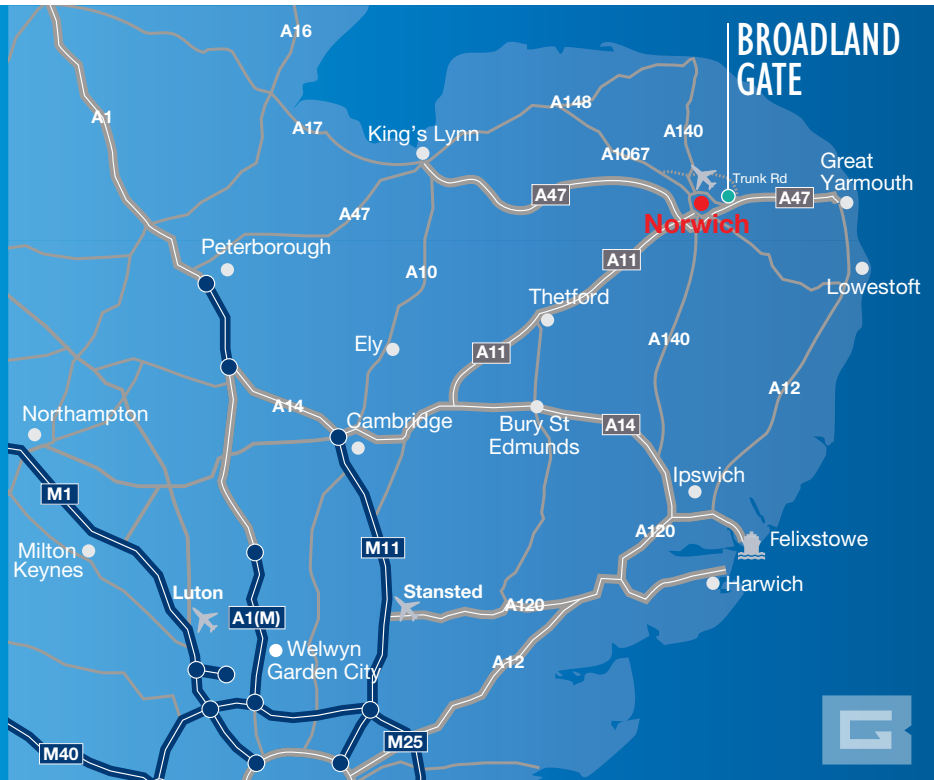 A16
BROADLAND
GATE
A1
A17
A148
King's Lynn
A140
A1067
Trunk Rd
Great
Yarmouth
A47
A47
A47
Norwich
Peterborough
A11
A10
Lowestoft
Thetford
A140
Ely
A11
A12
A14
Northampton
Cambridge
Bury St
Edmunds
A14
Ipswich
M1
A120
Felixstowe
M11
Milton
Keynes
Harwich
Luton
Stansted
A120
A1(M)
Welwyn
Garden City
A12
M25
M40